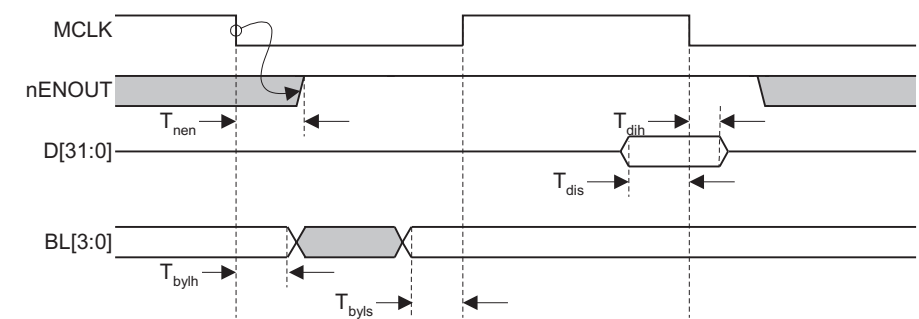 MCLK
nENOUT
Tnen
Tdih
D[31:0]
Tdis
BL[3:0]
Tbylh
Tbyls